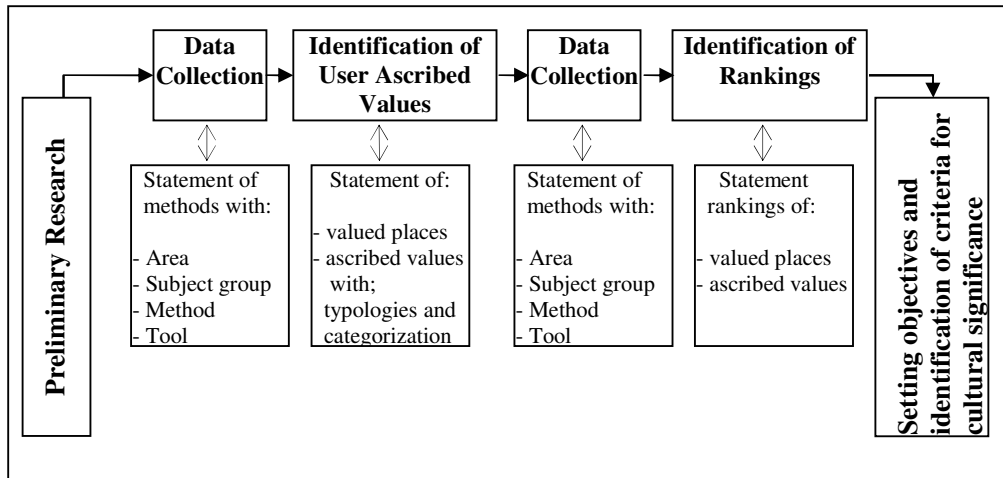 Preliminary Research
Data
Collection
Statement of
methods with:
- Area
- Subject group
- Method
- Tool
Identification of
User Ascribed
Values
Statement of:
- valued places
- ascribed values
with;
typologies and
categorization
Data
Collection
Statement of
methods with:
- Area
- Subject group
- Method
- Tool
Identification of
Rankings
Statement
rankings of:
- valued places
- ascribed values
Setting objectives and
identification of criteria for
cultural significance